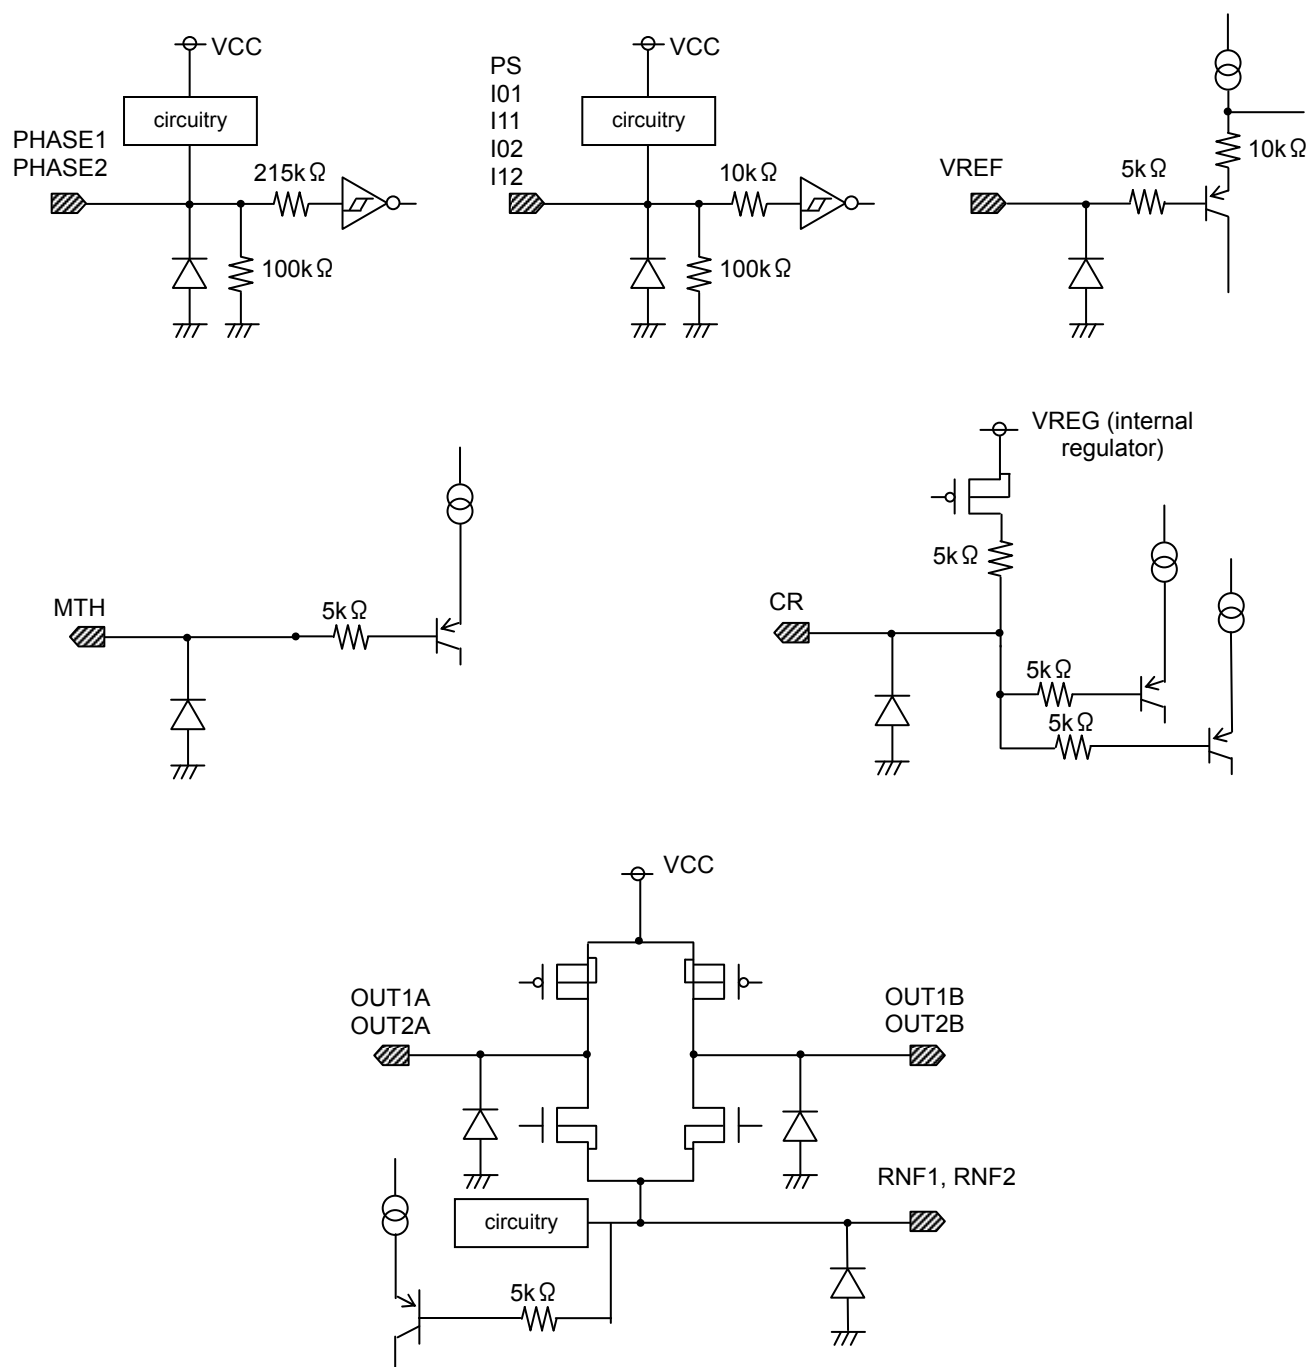 VCC
circuitry
PHASE1
PHASE2
215kΩ
100kΩ
VCC
PS
I01
I11
I02
I12
circuitry
10kΩ
100kΩ
VREF
5kΩ
10kΩ
MTH
5kΩ
VREG (internal
regulator)
5kΩ
CR
5kΩ
5kΩ
VCC
OUT1A
OUT2A
OUT1B
OUT2B
RNF1, RNF2
circuitry
5kΩ